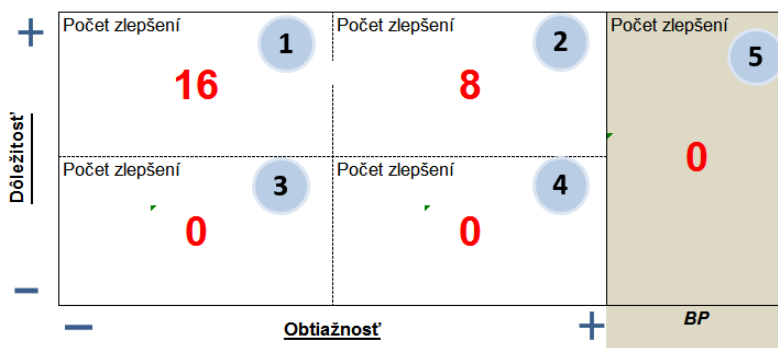 +
Počet zlepšení
1
16
Počet zlepšení
2
8
Počet zlepšení
5
0
Dôležitosť
Počet zlepšení
3
0
Počet zlepšení
4
0
−
−
Obtiažnosť
+
BP